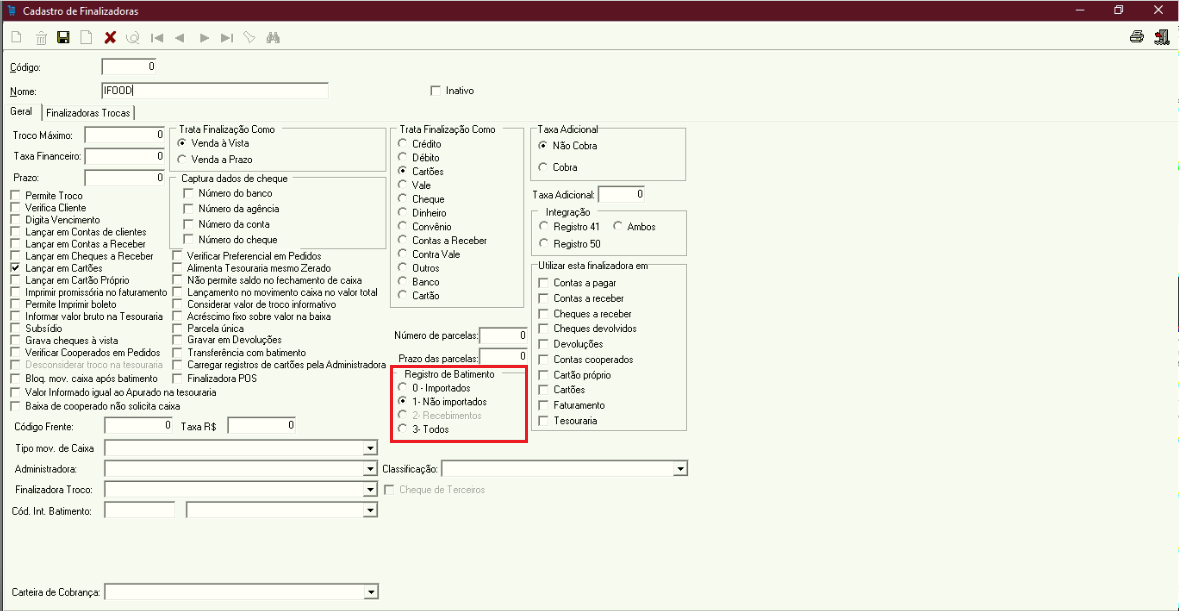 Cadastro de Finalizadoras
Código: 0
Nome: IFOOD Inativo
Geral Finalizadoras Trocas
Troco Máximo: 0
Taxa Financeiro: 0
Prazo: 0
Permite Troco
Verifica Cliente
Digita Vencimento
Lançar em Contas de clientes
Lançar em Contas a Receber
Lançar em Cheques a Receber
Lançar em Cartões
Lançar em Cartão Próprio
Imprimir promissória no faturamento
Permite Imprimir boleto
Informar valor bruto na Tesouraria
Subsídio
Grava cheques à vista
Verificar Cooperados em Pedidos
Desconsiderar troco na tesouraria
Bloq. mov. caixa após batimento
Valor Informado igual ao Apurado na tesouraria
Baixa de cooperado não solicita caixa
Trata Finalização Como
Venda à Vista
Venda a Prazo
Captura dados de cheque
Número do banco
Número da agência
Número da conta
Número do cheque
Verificar Preferencial em Pedidos
Alimenta Tesouraria mesmo Zerado
Não permite saldo no fechamento de caixa
Lançamento no movimento caixa no valor total
Considerar valor de troco informativo
Acréscimo fixo sobre valor na baixa
Parcela única
Gravar em Devoluções
Transferência com batimento
Carregar registros de cartões pela Administradora
Finalizadora POS
Trata Finalização Como
Crédito
Débito
Cartões
Vale
Cheque
Dinheiro
Convênio
Contas a Receber
Contra Vale
Outros
Banco
Cartão
Número de parcelas: 0
Prazo das parcelas: 0
Registro de Batimento
0 - Importados
1- Não importados
2- Recebimentos
3- Todos
Taxa Adicional
Não Cobra
Cobra
Taxa Adicional: 0
Integração
Registro 41 Ambos
Registro 50
Utilizar esta finalizadora em
Contas a pagar
Contas a receber
Cheques a receber
Cheques devolvidos
Devoluções
Contas cooperados
Cartão próprio
Cartões
Faturamento
Tesouraria
Código Frente: 0 Taxa R$ 0
Tipo mov. de Caixa
Administradora: Classificação:
Finalizadora Troco: Cheque de Terceiros
Cód. Int. Batimento:
Carteira de Cobrança: